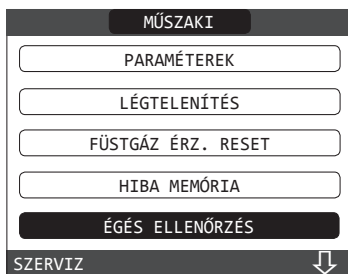 MŰSZAKI
PARAMÉTEREK
LÉGTELENÍTÉS
FÜSTGÁZ ÉRZ. RESET
HIBA MEMÓRIA
ÉGÉS ELLENŐRZÉS
SZERVIZ